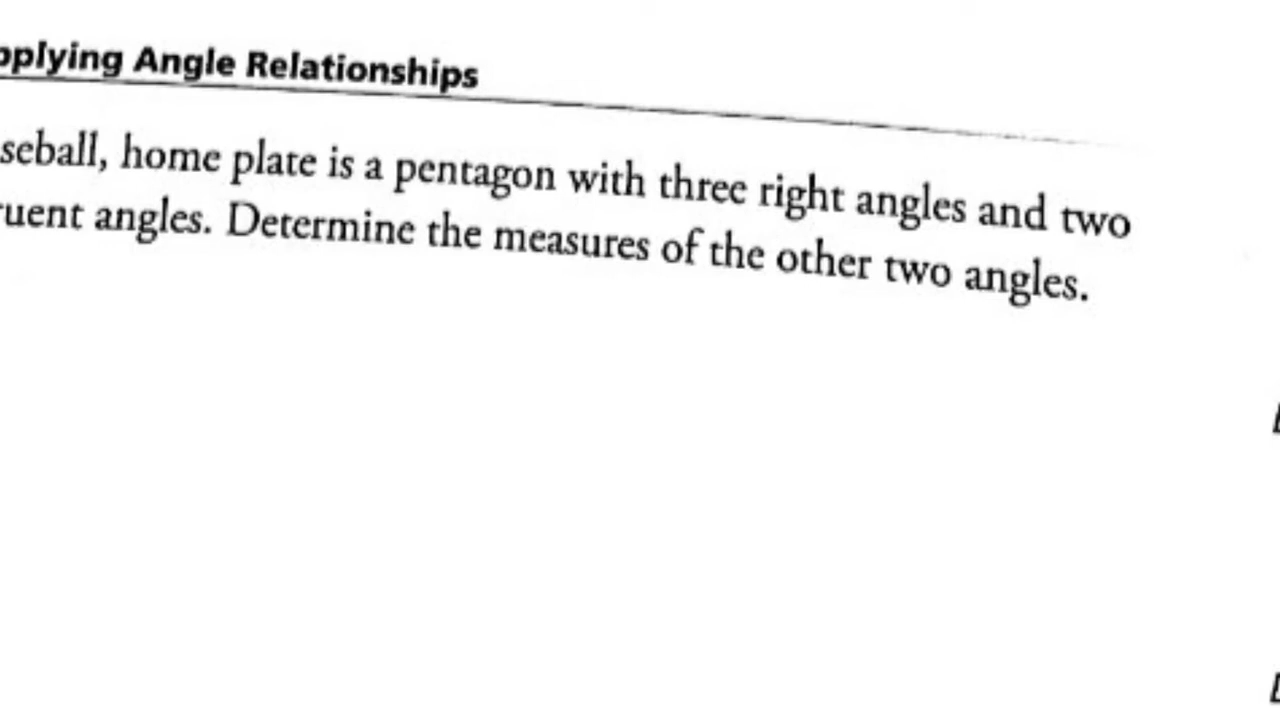 pplying Angle Relationships
seball, home plate is a pentagon with three right angles and two
ruent angles. Determine the measures of the other two angles.